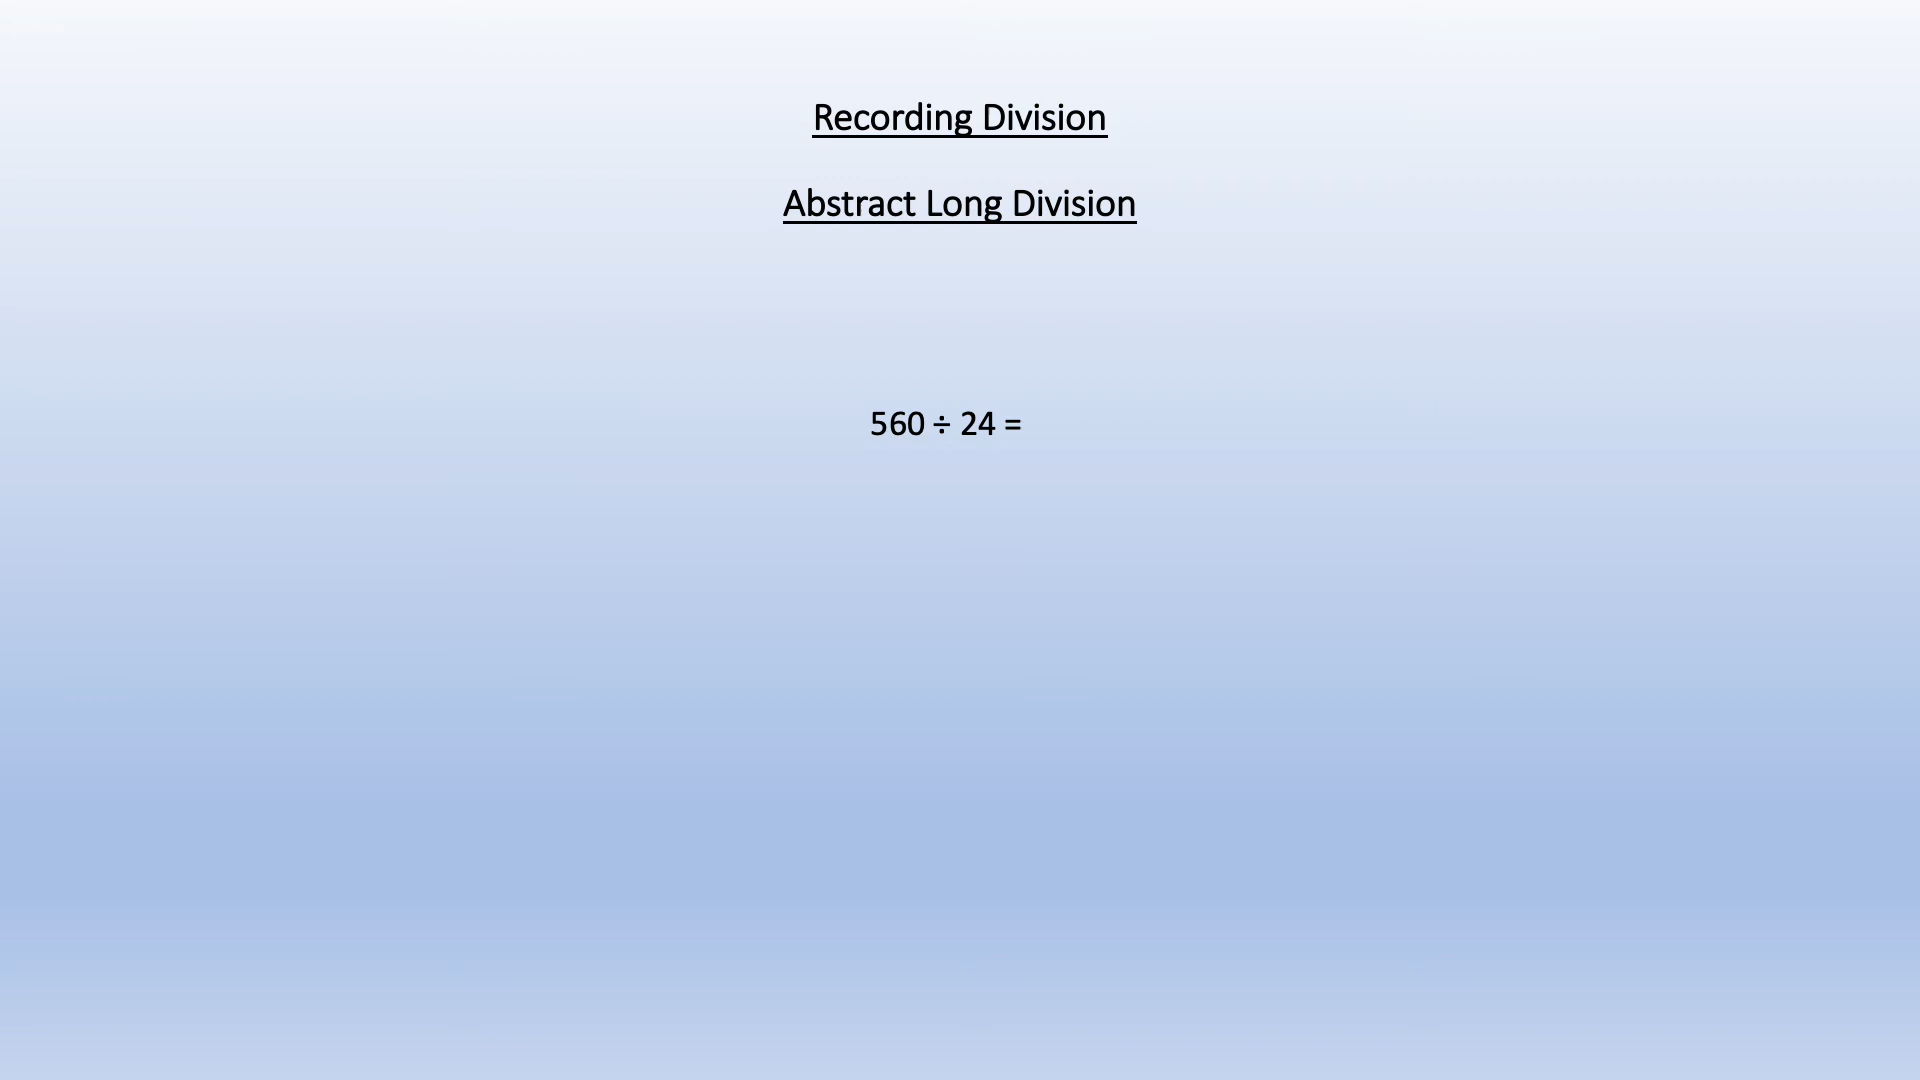 Recording Division
Abstract Long Division
560 ÷ 24 =